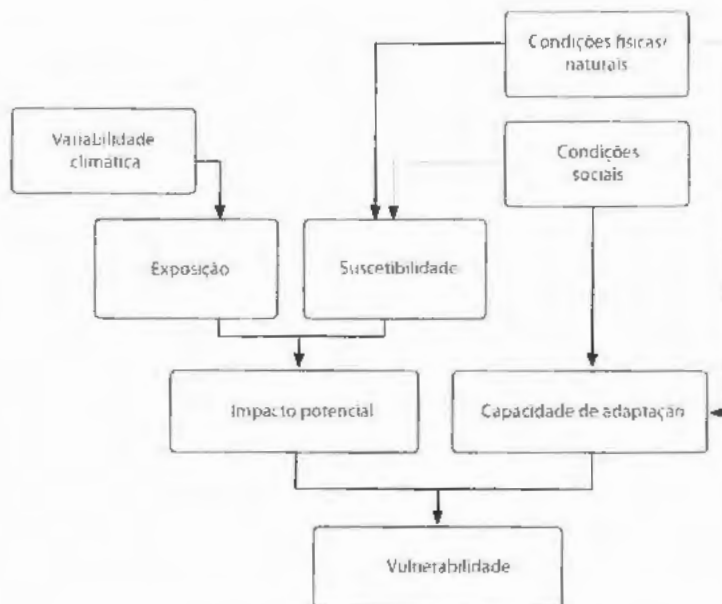 Condições físicas/
naturais
Variabilidade
climática
Condições
sociais
Exposição
Suscetibilidade
Impacto potencial
Capacidade de adaptação
Vulnerabilidade